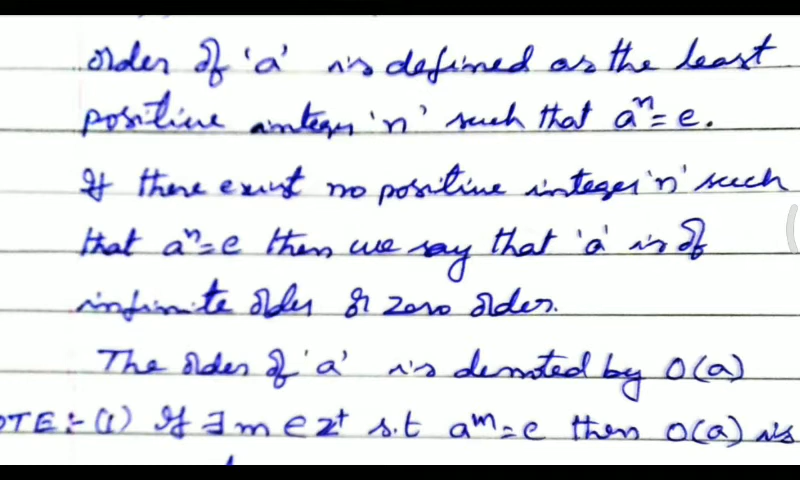 order of 'a' is defined as the least
positive integer 'n' such that aⁿ = e.
If there exist no positive integer 'n' such
that aⁿ = e then we say that 'a' is of
infinite order or zero order.
The order of 'a' is denoted by O(a)
OTE:- (1) If ∃ m ∈ z⁺ s.t aᵐ = e then O(a) is